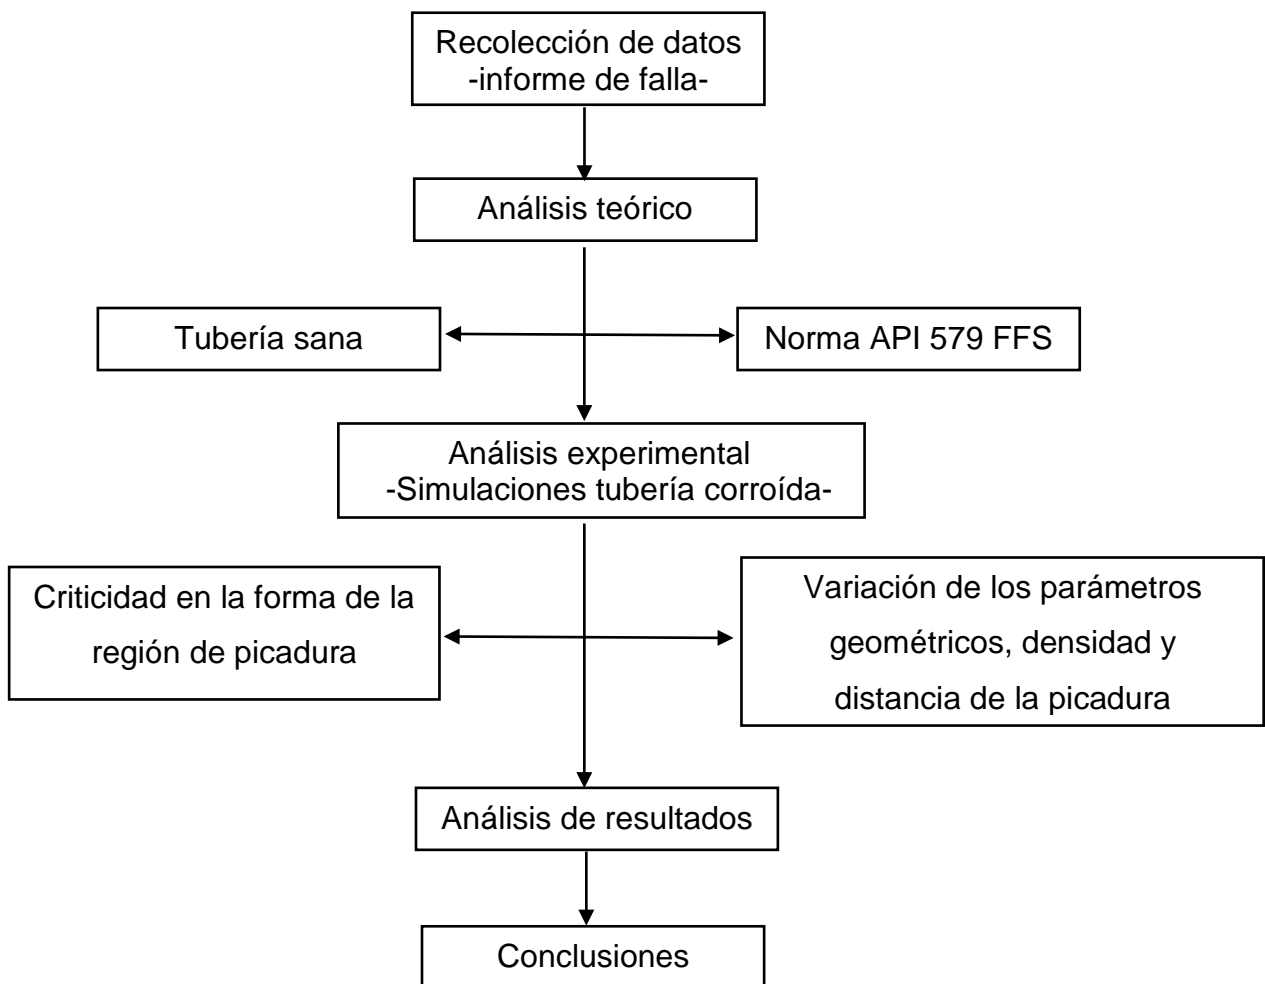 Recolección de datos
-informe de falla-
Análisis teórico
Tubería sana
Norma API 579 FFS
Análisis experimental
-Simulaciones tubería corroída-
Criticidad en la forma de la
región de picadura
Variación de los parámetros
geométricos, densidad y
distancia de la picadura
Análisis de resultados
Conclusiones